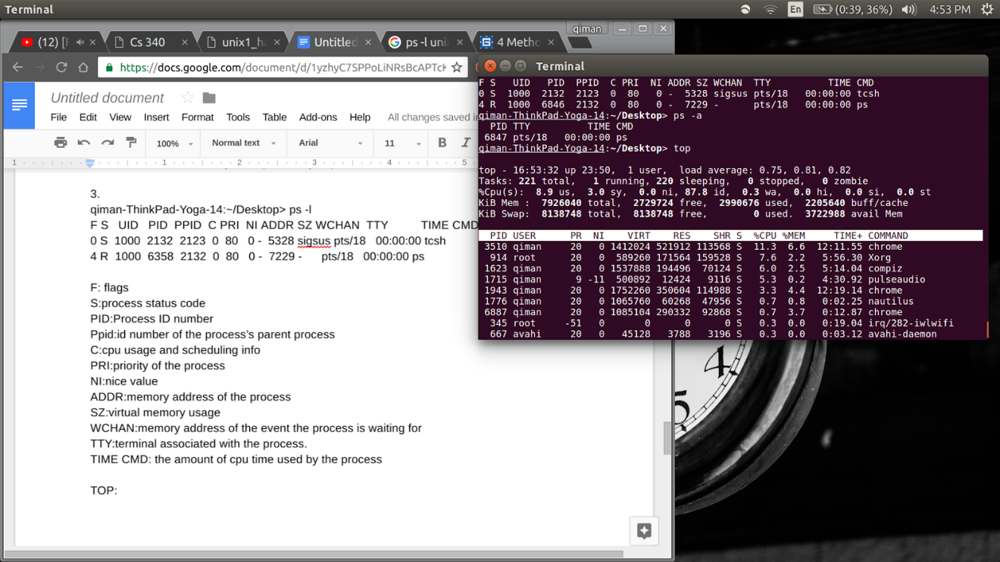 Terminal
En
(0:39, 36%)
4:53 PM
qiman
(12) [F
Cs 340
unix1_ha
Untitled
ps -l uni
4 Metho
https://docs.google.com/document/d/1yzhyC7SPPoLiNRsBcAPTcK
Untitled document
File Edit View Insert Format Tools Table Add-ons Help All changes saved in
100% Normal text Arial 11 B I
1 1 2 3 4 5
3.
qiman-ThinkPad-Yoga-14:~/Desktop> ps -l
F S UID PID PPID C PRI NI ADDR SZ WCHAN TTY TIME CMD
0 S 1000 2132 2123 0 80 0 - 5328 sigsus pts/18 00:00:00 tcsh
4 R 1000 6358 2132 0 80 0 - 7229 - pts/18 00:00:00 ps
F: flags
S:process status code
PID:Process ID number
Ppid:id number of the process’s parent process
C:cpu usage and scheduling info
PRI:priority of the process
NI:nice value
ADDR:memory address of the process
SZ:virtual memory usage
WCHAN:memory address of the event the process is waiting for
TTY:terminal associated with the process.
TIME CMD: the amount of cpu time used by the process
TOP:
Terminal
F S UID PID PPID C PRI NI ADDR SZ WCHAN TTY TIME CMD
0 S 1000 2132 2123 0 80 0 - 5328 sigsus pts/18 00:00:00 tcsh
4 R 1000 6846 2132 0 80 0 - 7229 - pts/18 00:00:00 ps
qiman-ThinkPad-Yoga-14:~/Desktop> ps -a
PID TTY TIME CMD
6847 pts/18 00:00:00 ps
qiman-ThinkPad-Yoga-14:~/Desktop> top
top - 16:53:32 up 23:50, 1 user, load average: 0.75, 0.81, 0.82
Tasks: 221 total, 1 running, 220 sleeping, 0 stopped, 0 zombie
%Cpu(s): 8.9 us, 3.0 sy, 0.0 ni, 87.8 id, 0.3 wa, 0.0 hi, 0.0 si, 0.0 st
KiB Mem : 7926040 total, 2729724 free, 2990676 used, 2205640 buff/cache
KiB Swap: 8138748 total, 8138748 free, 0 used. 3722988 avail Mem
PID USER PR NI VIRT RES SHR S %CPU %MEM TIME+ COMMAND
3510 qiman 20 0 1412024 521912 113568 S 11.3 6.6 12:11.55 chrome
914 root 20 0 589260 171564 159528 S 7.6 2.2 5:56.30 Xorg
1623 qiman 20 0 1537888 194496 70124 S 6.0 2.5 5:14.04 compiz
1715 qiman 9 -11 500892 12424 9116 S 5.3 0.2 4:30.92 pulseaudio
1943 qiman 20 0 1752260 350604 114988 S 3.3 4.4 12:19.14 chrome
1776 qiman 20 0 1065760 60268 47956 S 0.7 0.8 0:02.25 nautilus
6887 qiman 20 0 1085104 290332 92868 S 0.7 3.7 0:12.87 chrome
345 root -51 0 0 0 0 S 0.3 0.0 0:19.04 irq/282-iwlwifi
667 avahi 20 0 45128 3788 3196 S 0.3 0.0 0:03.12 avahi-daemon
4
5